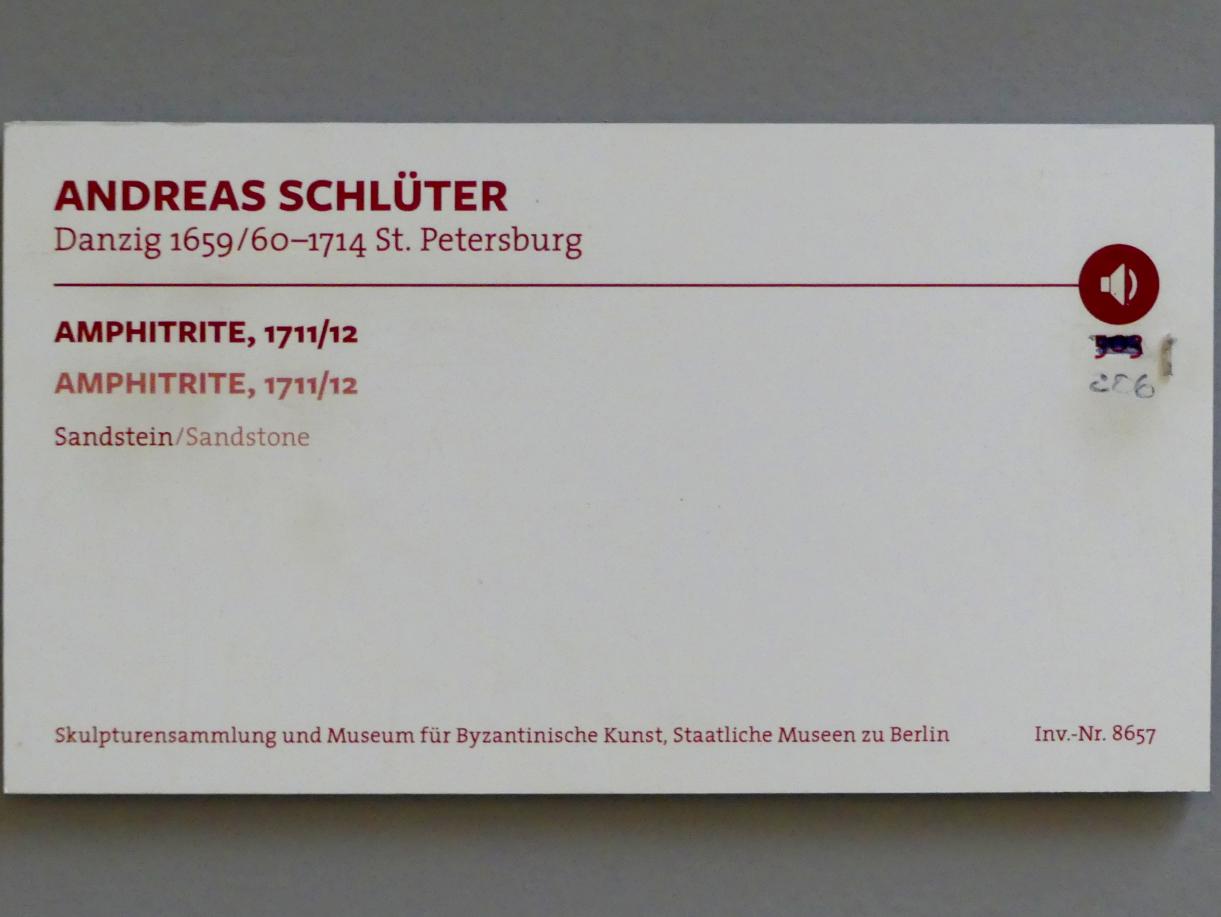 ANDREAS SCHLÜTER
Danzig 1659/60–1714 St. Petersburg
AMPHITRITE, 1711/12
AMPHITRITE, 1711/12
Sandstein/Sandstone
206
Skulpturensammlung und Museum für Byzantinische Kunst, Staatliche Museen zu Berlin
Inv.-Nr. 8657